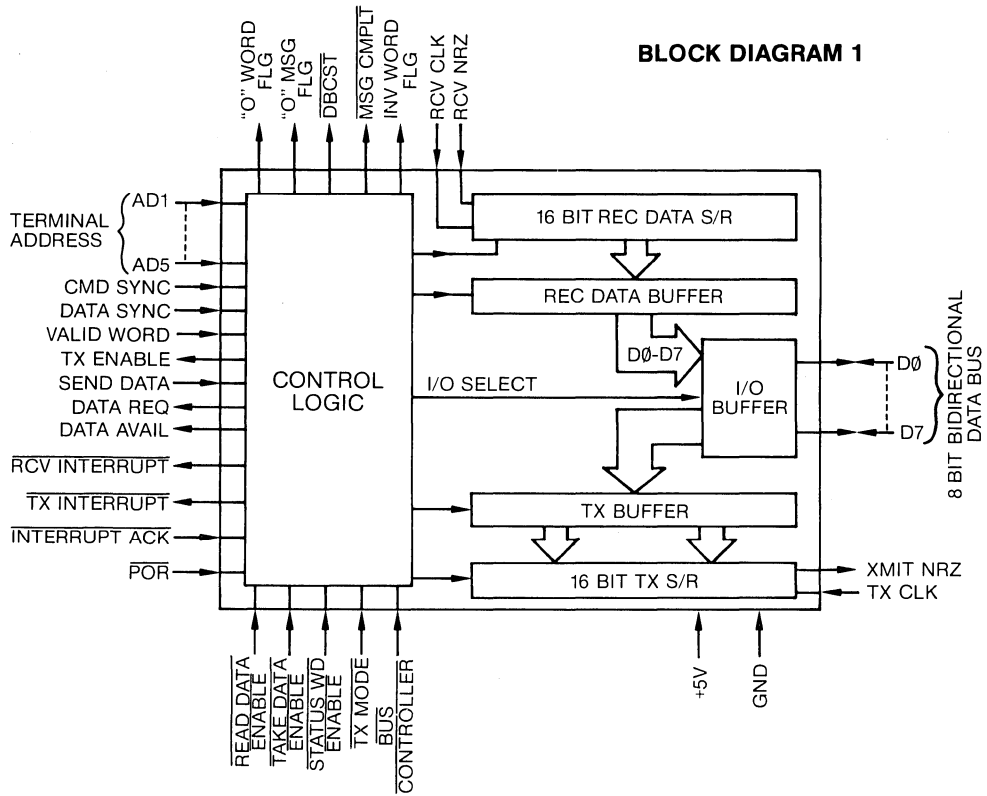 BLOCK DIAGRAM 1
"O" WORD
FLG
"O" MSG
FLG
DBCST
MSG CMPLT
INV WORD
FLG
RCV CLK
RCV NRZ
TERMINAL
ADDRESS
AD1
AD5
CMD SYNC
DATA SYNC
VALID WORD
TX ENABLE
SEND DATA
DATA REQ
DATA AVAIL
RCV INTERRUPT
TX INTERRUPT
INTERRUPT ACK
POR
CONTROL
LOGIC
16 BIT REC DATA S/R
REC DATA BUFFER
DØ-D7
I/O SELECT
I/O
BUFFER
TX BUFFER
16 BIT TX S/R
DØ
D7
8 BIT BIDIRECTIONAL
DATA BUS
XMIT NRZ
TX CLK
READ DATA
ENABLE
TAKE DATA
ENABLE
STATUS WD
ENABLE
TX MODE
BUS
CONTROLLER
+5V
GND